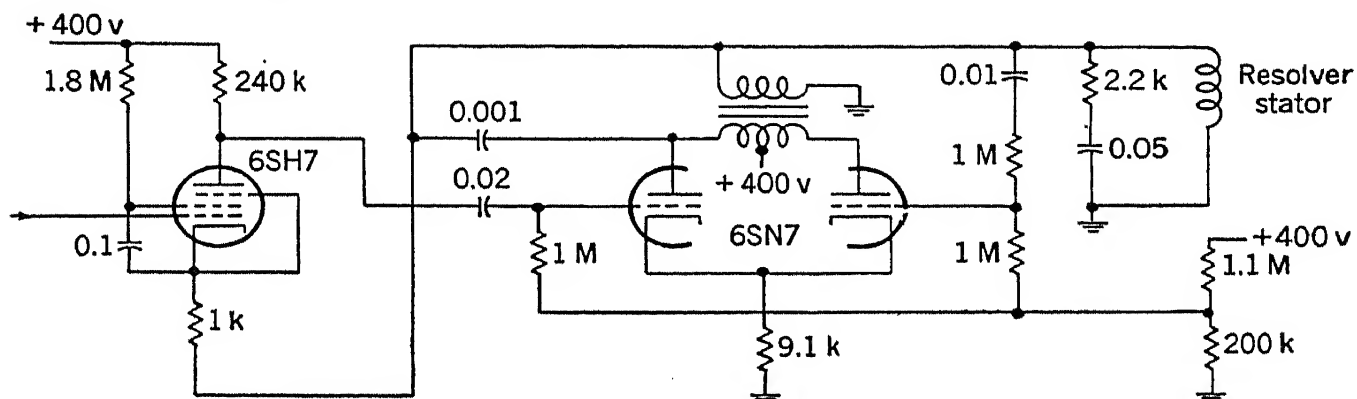 + 400 v
1.8 M
240 k
6SH7
0.1
1 k
0.001
0.02
1 M
+ 400 v
6SN7
9.1 k
0.01
1 M
1 M
2.2 k
0.05
Resolver
stator
+400 v
1.1 M
200 k